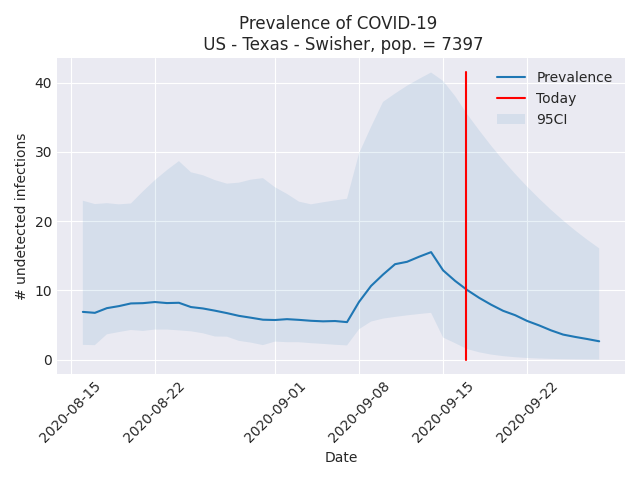 Prevalence of COVID-19
US - Texas - Swisher, pop. = 7397
# undetected infections
40
30
20
10
0
Prevalence
Today
95CI
2020-08-15
2020-08-22
2020-09-01
2020-09-08
2020-09-15
2020-09-22
Date